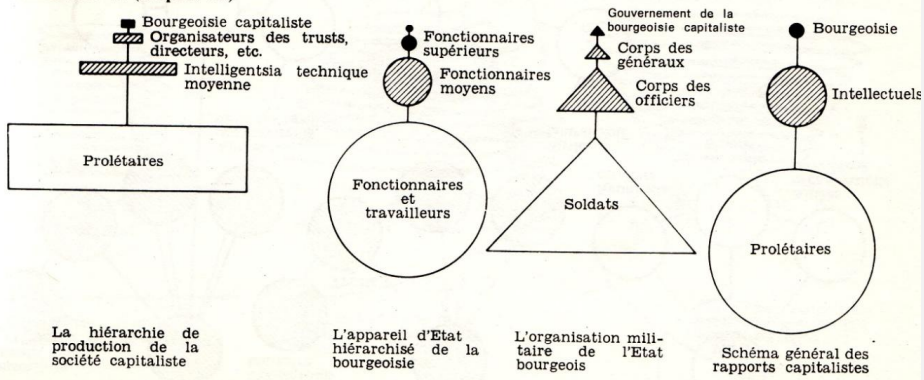 Bourgeoisie capitaliste
Organisateurs des trusts,
directeurs, etc.
Intelligentsia technique
moyenne
Prolétaires
La hiérarchie de
production de la
société capitaliste
Fonctionnaires
supérieurs
Fonctionnaires
moyens
Fonctionnaires
et
travailleurs
L'appareil d'Etat
hiérarchisé de la
bourgeoisie
Gouvernement de la
bourgeoisie capitaliste
Corps des
généraux
Corps des
officiers
Soldats
L'organisation mili-
taire de l'Etat
bourgeois
Bourgeoisie
Intellectuels
Prolétaires
Schéma général des
rapports capitalistes